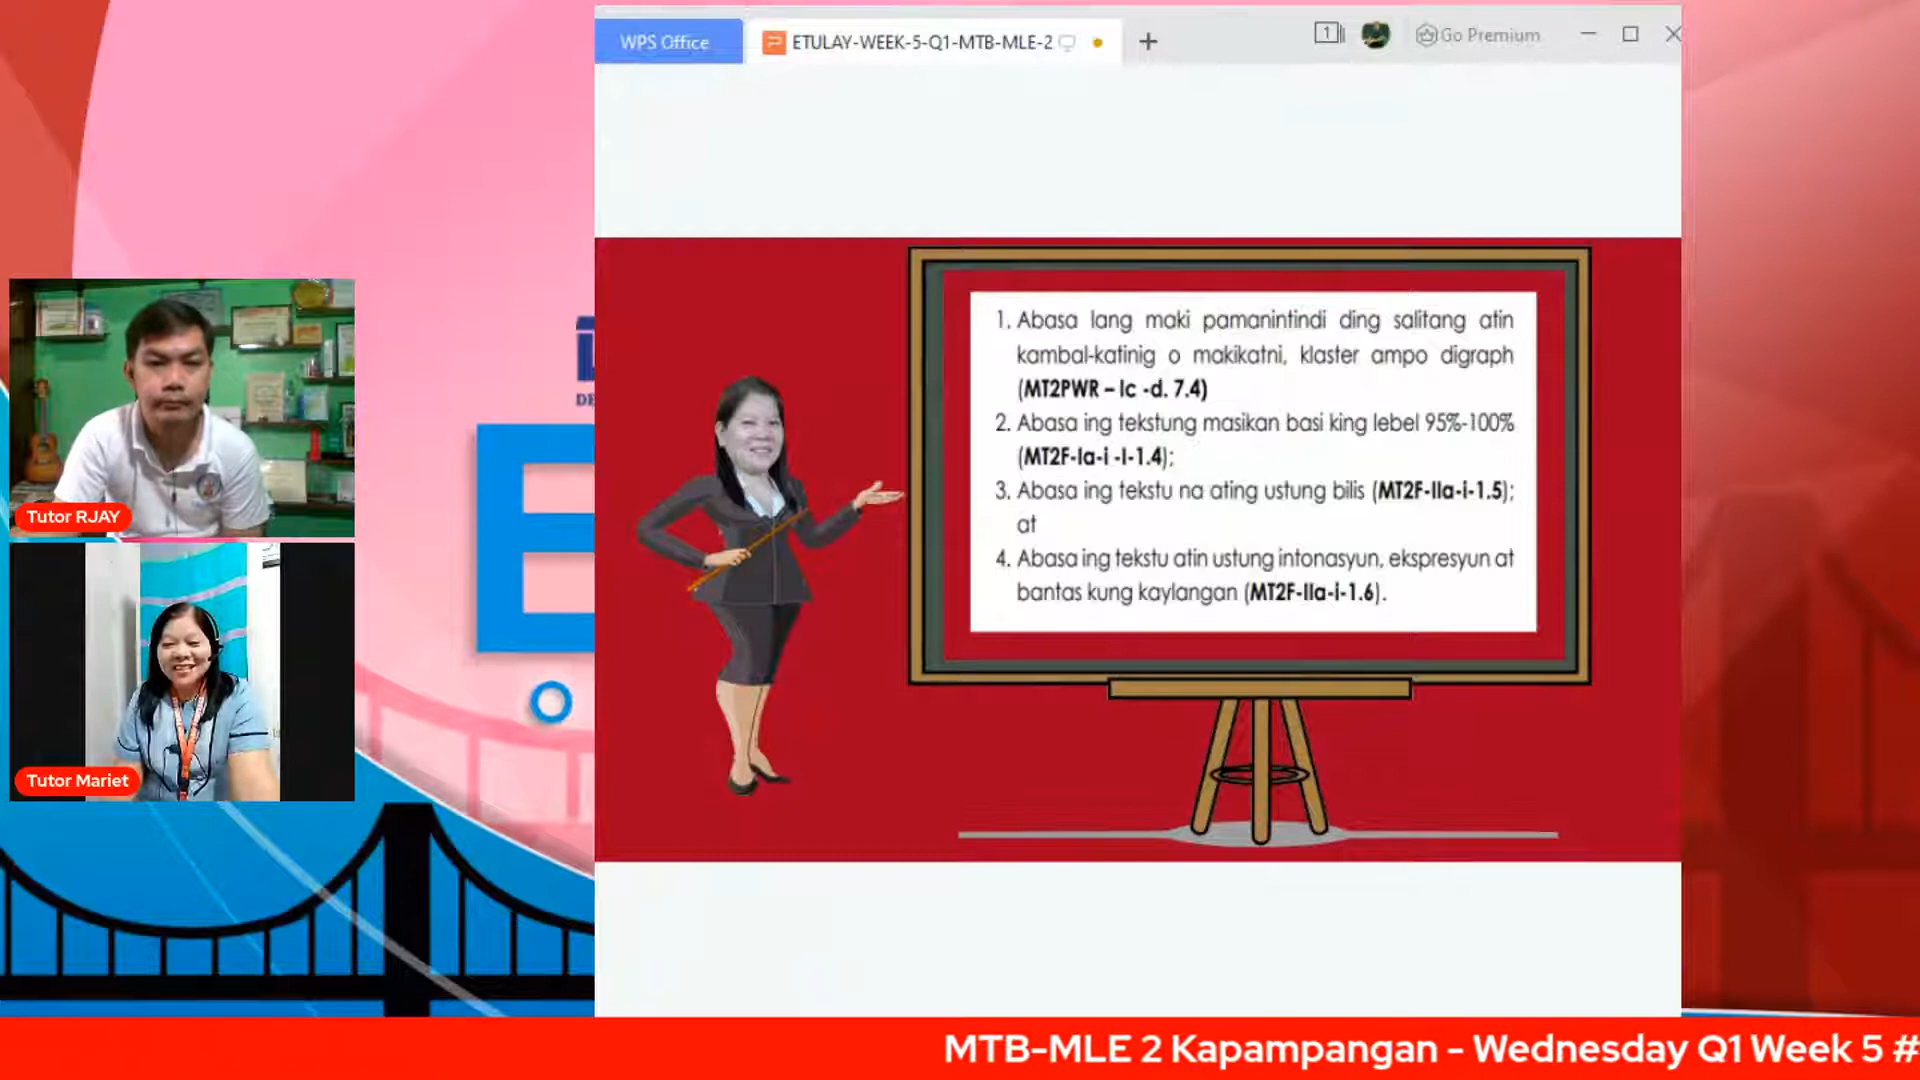 WPS Office
ETULAY-WEEK-5-Q1-MTB-MLE-2
1
Go Premium
1. Abasa lang maki pamanintindi ding salitang atin
kambal-katinig o makikatni, klaster ampo digraph
(MT2PWR – Ic -d. 7.4)
2. Abasa ing tekstung masikan basi king lebel 95%-100%
(MT2F-Ia-i -I-1.4);
3. Abasa ing tekstu na ating ustung bilis (MT2F-IIa-i-1.5);
at
4. Abasa ing tekstu atin ustung intonasyun, ekspresyun at
bantas kung kaylangan (MT2F-IIa-i-1.6).
Tutor RJAY
Tutor Mariet
DE
E
MTB-MLE 2 Kapampangan - Wednesday Q1 Week 5 #